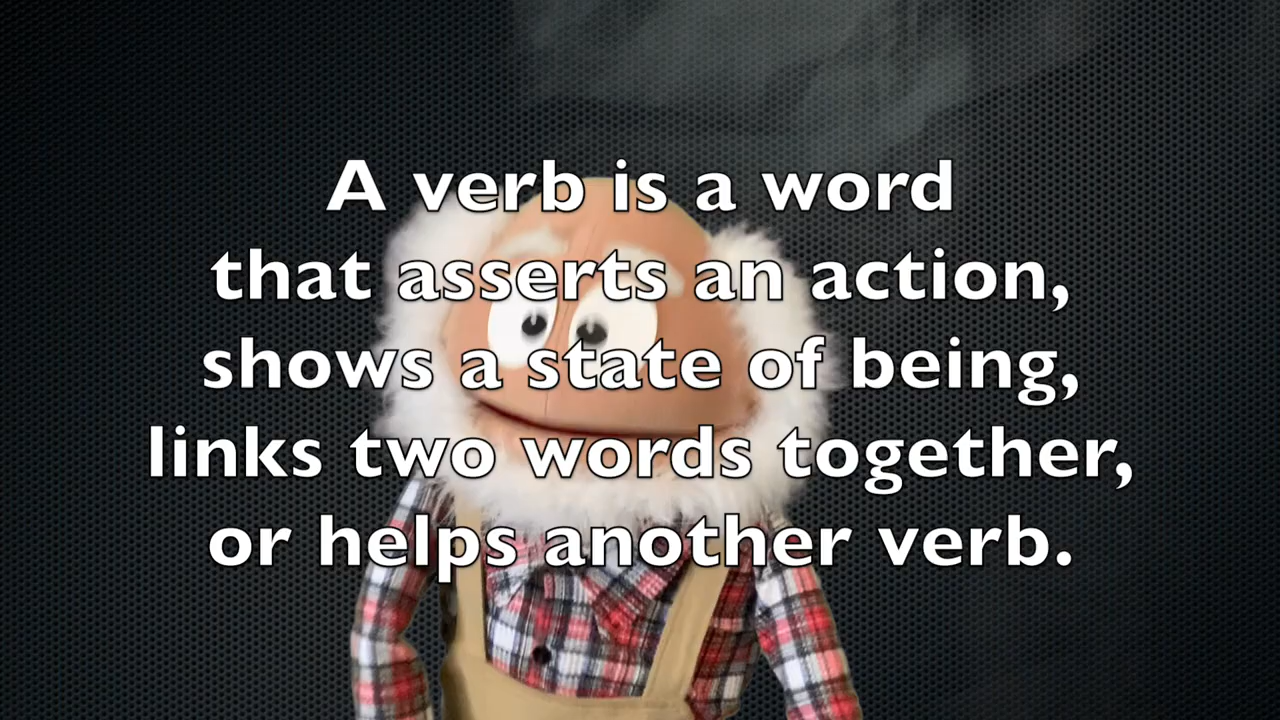 A verb is a word
that asserts an action,
shows a state of being,
links two words together,
or helps another verb.